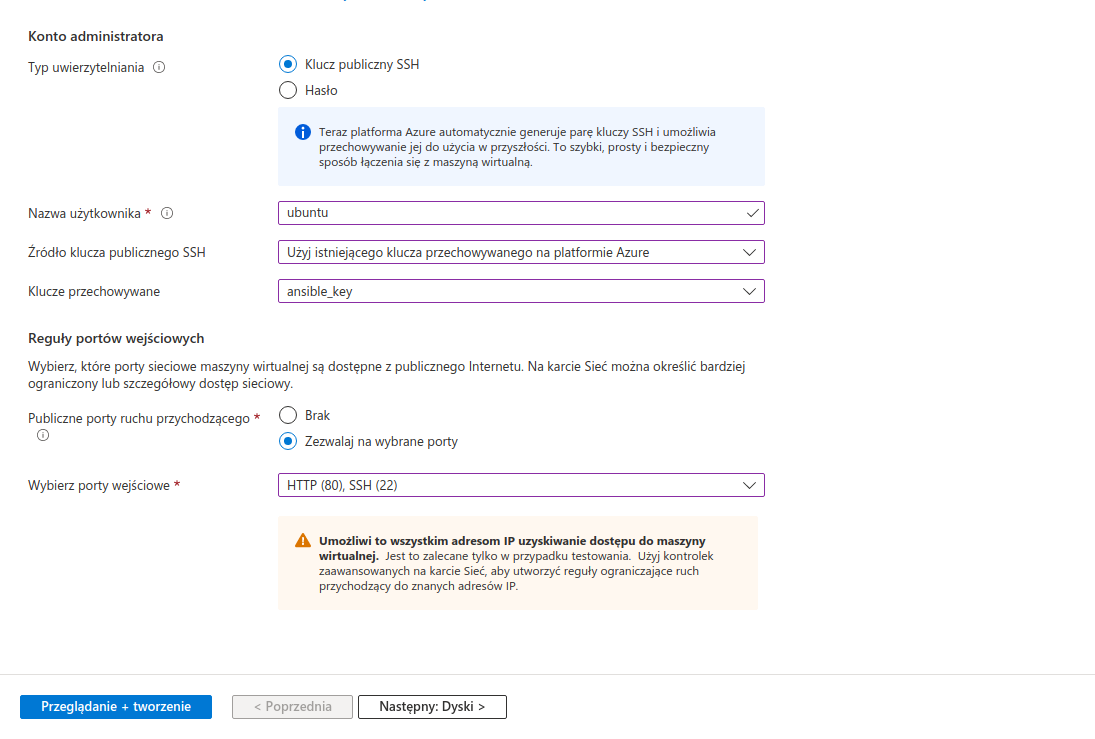 Konto administratora
Typ uwierzytelniania
Klucz publiczny SSH
Hasło
Teraz platforma Azure automatycznie generuje parę kluczy SSH i umożliwia
przechowywanie jej do użycia w przyszłości. To szybki, prosty i bezpieczny
sposób łączenia się z maszyną wirtualną.
Nazwa użytkownika *
ubuntu
Źródło klucza publicznego SSH
Użyj istniejącego klucza przechowywanego na platformie Azure
Klucze przechowywane
ansible_key
Reguły portów wejściowych
Wybierz, które porty sieciowe maszyny wirtualnej są dostępne z publicznego Internetu. Na karcie Sieć można określić bardziej
ograniczony lub szczegółowy dostęp sieciowy.
Publiczne porty ruchu przychodzącego *
Brak
Zezwalaj na wybrane porty
Wybierz porty wejściowe *
HTTP (80), SSH (22)
Umożliwi to wszystkim adresom IP uzyskiwanie dostępu do maszyny
wirtualnej. Jest to zalecane tylko w przypadku testowania. Użyj kontrolek
zaawansowanych na karcie Sieć, aby utworzyć reguły ograniczające ruch
przychodzący do znanych adresów IP.
Przeglądanie + tworzenie
< Poprzednia
Następny: Dyski >